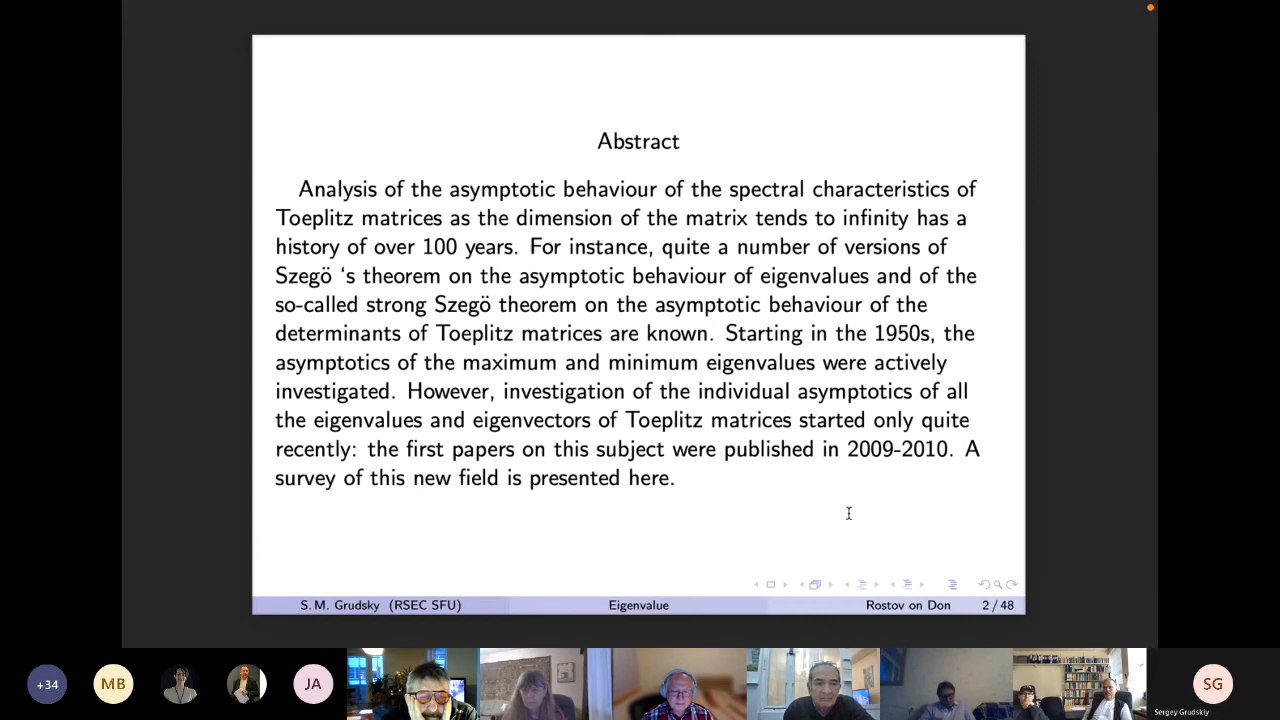 Abstract
Analysis of the asymptotic behaviour of the spectral characteristics of
Toeplitz matrices as the dimension of the matrix tends to infinity has a
history of over 100 years. For instance, quite a number of versions of
Szegö ‘s theorem on the asymptotic behaviour of eigenvalues and of the
so-called strong Szegö theorem on the asymptotic behaviour of the
determinants of Toeplitz matrices are known. Starting in the 1950s, the
asymptotics of the maximum and minimum eigenvalues were actively
investigated. However, investigation of the individual asymptotics of all
the eigenvalues and eigenvectors of Toeplitz matrices started only quite
recently: the first papers on this subject were published in 2009-2010. A
survey of this new field is presented here.
S. M. Grudsky (RSEC SFU) Eigenvalue Rostov on Don 2 / 48
+34 MB JA SG
Sergey Grudskiy